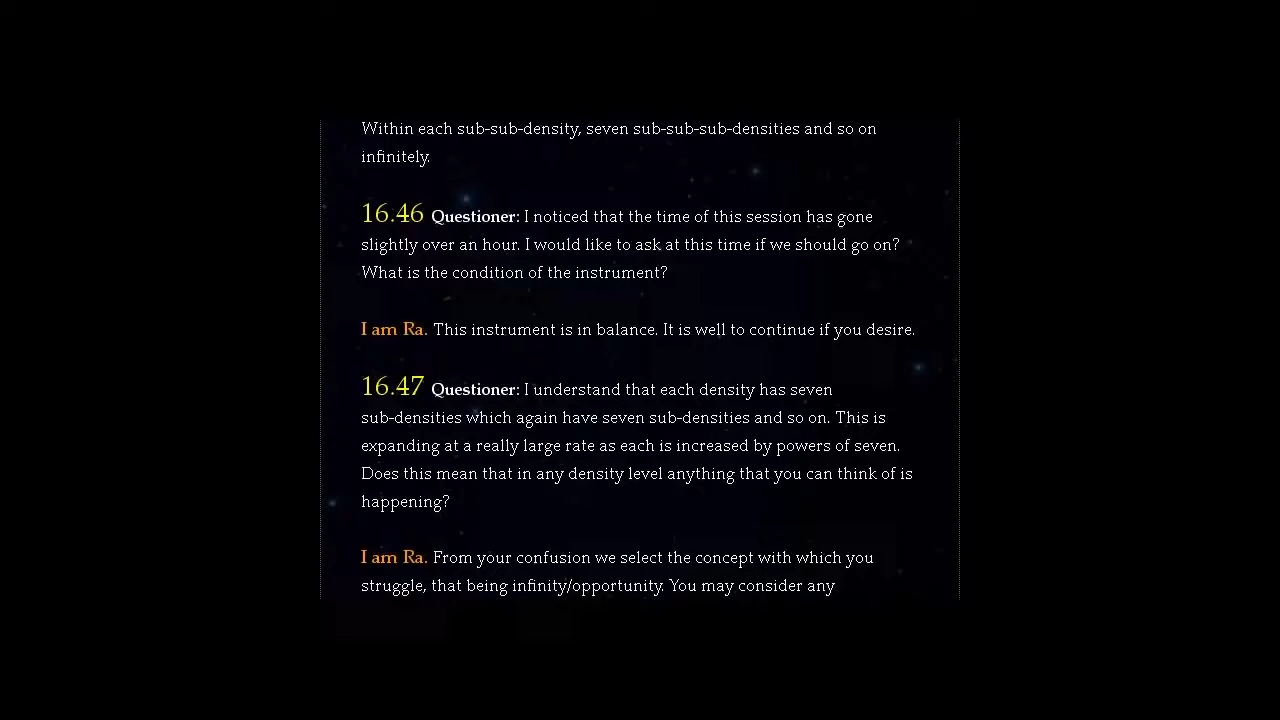 Within each sub-sub-density, seven sub-sub-sub-densities and so on
infinitely.
16.46 Questioner: I noticed that the time of this session has gone
slightly over an hour. I would like to ask at this time if we should go on?
What is the condition of the instrument?
I am Ra. This instrument is in balance. It is well to continue if you desire.
16.47 Questioner: I understand that each density has seven
sub-densities which again have seven sub-densities and so on. This is
expanding at a really large rate as each is increased by powers of seven.
Does this mean that in any density level anything that you can think of is
happening?
I am Ra. From your confusion we select the concept with which you
struggle, that being infinity/opportunity. You may consider any